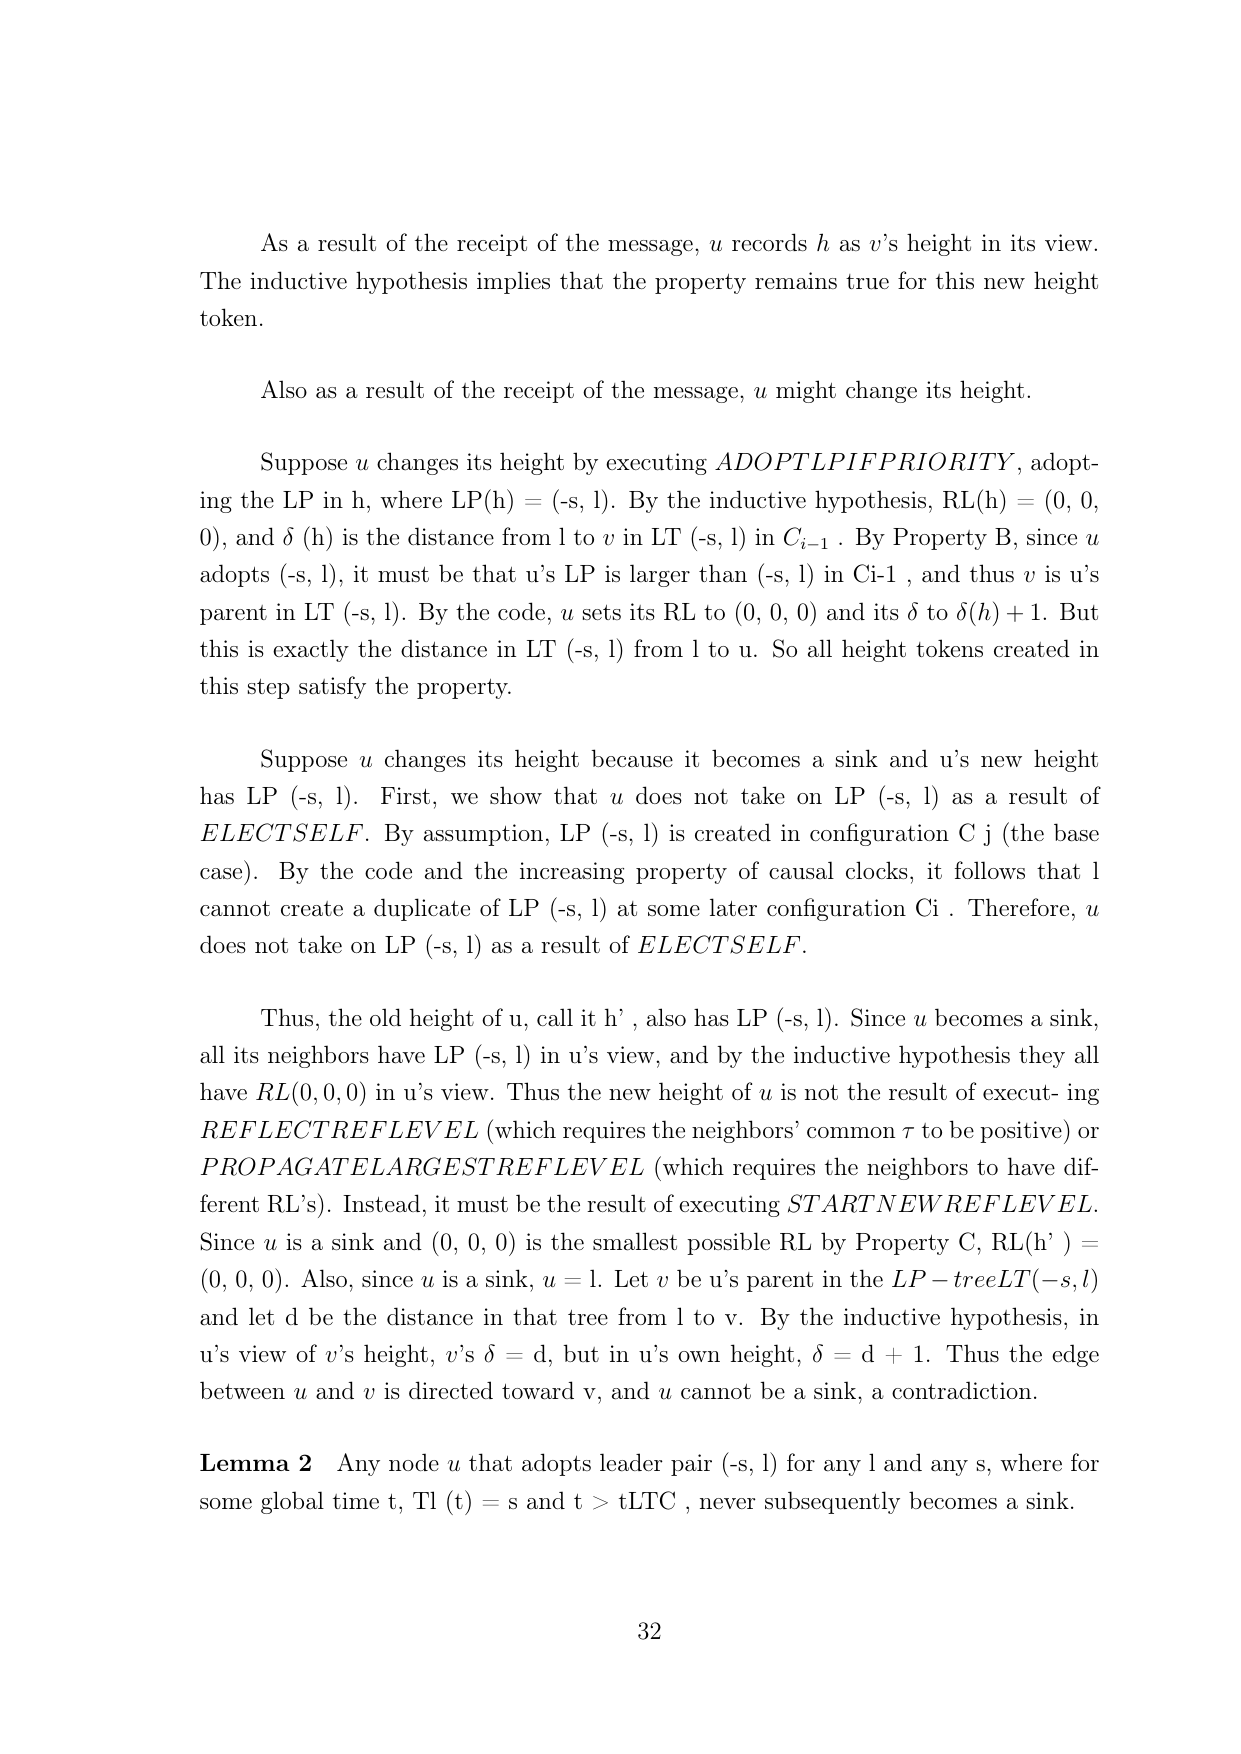 As a result of the receipt of the message, u records h as v's height in its view.
The inductive hypothesis implies that the property remains true for this new height
token.
Also as a result of the receipt of the message, u might change its height.
Suppose u changes its height by executing ADOPTLPIFPRIORITY, adopt-
ing the LP in h, where LP(h) = (-s, l). By the inductive hypothesis, RL(h) = (0, 0,
0), and δ (h) is the distance from l to v in LT (-s, l) in C_{i−1} . By Property B, since u
adopts (-s, l), it must be that u's LP is larger than (-s, l) in Ci-1 , and thus v is u's
parent in LT (-s, l). By the code, u sets its RL to (0, 0, 0) and its δ to δ(h) + 1. But
this is exactly the distance in LT (-s, l) from l to u. So all height tokens created in
this step satisfy the property.
Suppose u changes its height because it becomes a sink and u's new height
has LP (-s, l). First, we show that u does not take on LP (-s, l) as a result of
ELECTSELF. By assumption, LP (-s, l) is created in configuration C j (the base
case). By the code and the increasing property of causal clocks, it follows that l
cannot create a duplicate of LP (-s, l) at some later configuration Ci . Therefore, u
does not take on LP (-s, l) as a result of ELECTSELF.
Thus, the old height of u, call it h' , also has LP (-s, l). Since u becomes a sink,
all its neighbors have LP (-s, l) in u's view, and by the inductive hypothesis they all
have RL(0, 0, 0) in u's view. Thus the new height of u is not the result of execut- ing
REFLECTREFLEVEL (which requires the neighbors' common τ to be positive) or
PROPAGATELARGESTREFLEVEL (which requires the neighbors to have dif-
ferent RL's). Instead, it must be the result of executing STARTNEWREFLEVEL.
Since u is a sink and (0, 0, 0) is the smallest possible RL by Property C, RL(h' ) =
(0, 0, 0). Also, since u is a sink, u = l. Let v be u's parent in the LP − treeLT(−s, l)
and let d be the distance in that tree from l to v. By the inductive hypothesis, in
u's view of v's height, v's δ = d, but in u's own height, δ = d + 1. Thus the edge
between u and v is directed toward v, and u cannot be a sink, a contradiction.
Lemma 2 Any node u that adopts leader pair (-s, l) for any l and any s, where for
some global time t, Tl (t) = s and t > tLTC , never subsequently becomes a sink.
32